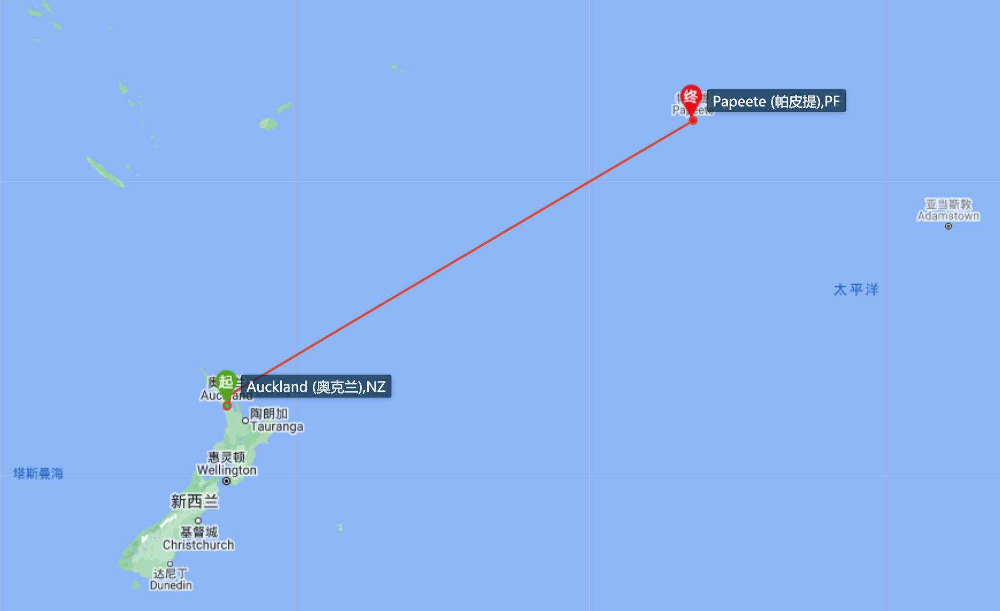 终
Papeete (帕皮提),PF
亚当斯敦
Adamstown
太平洋
起
Auckland (奥克兰),NZ
陶朗加
Tauranga
惠灵顿
Wellington
塔斯曼海
新西兰
基督城
Christchurch
达尼丁
Dunedin